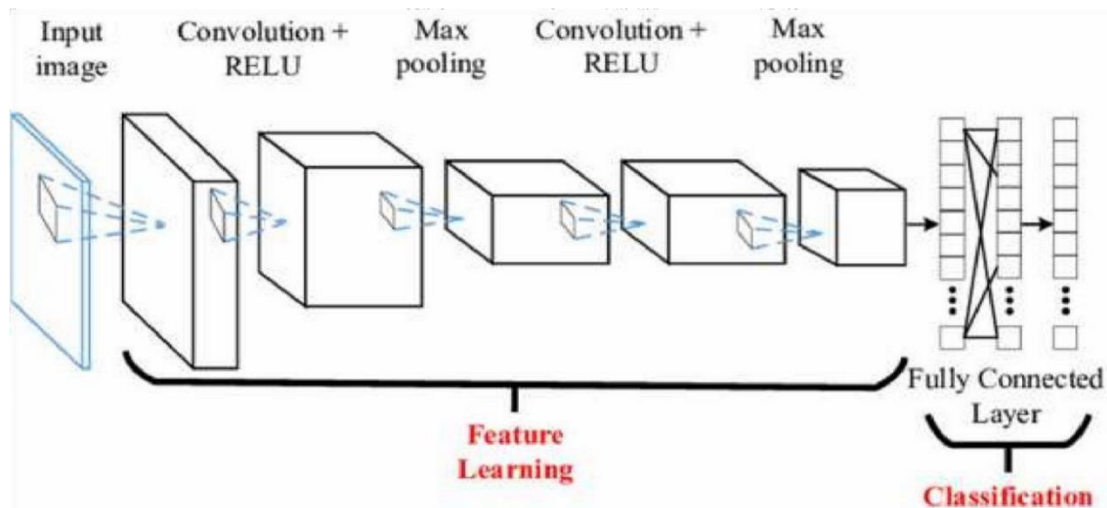 Input
image
Convolution +
RELU
Max
pooling
Convolution +
RELU
Max
pooling
Fully Connected
Layer
Feature
Learning
Classification